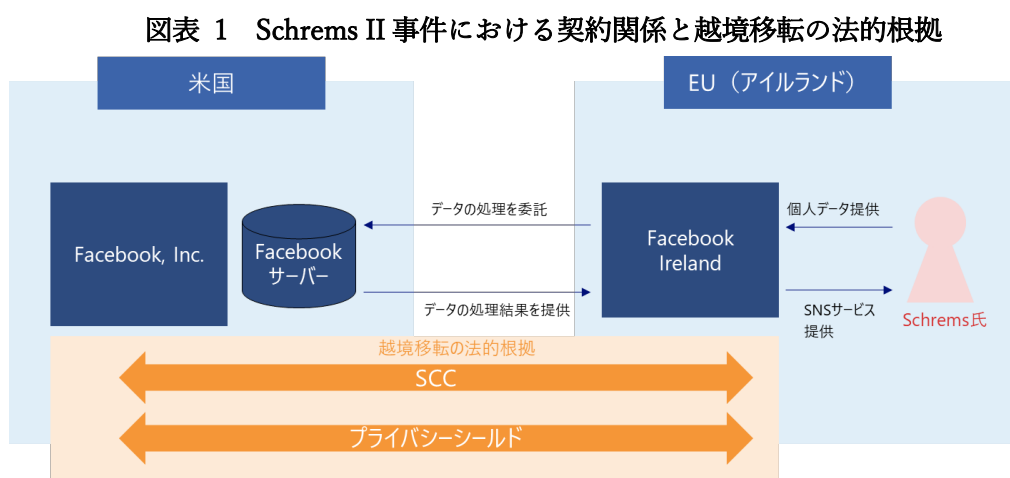 図表 1 Schrems II 事件における契約関係と越境移転の法的根拠
米国
EU（アイルランド）
Facebook, Inc.
Facebook
サーバー
データの処理を委託
データの処理結果を提供
Facebook
Ireland
個人データ提供
SNSサービス
提供
Schrems氏
越境移転の法的根拠
SCC
プライバシーシールド